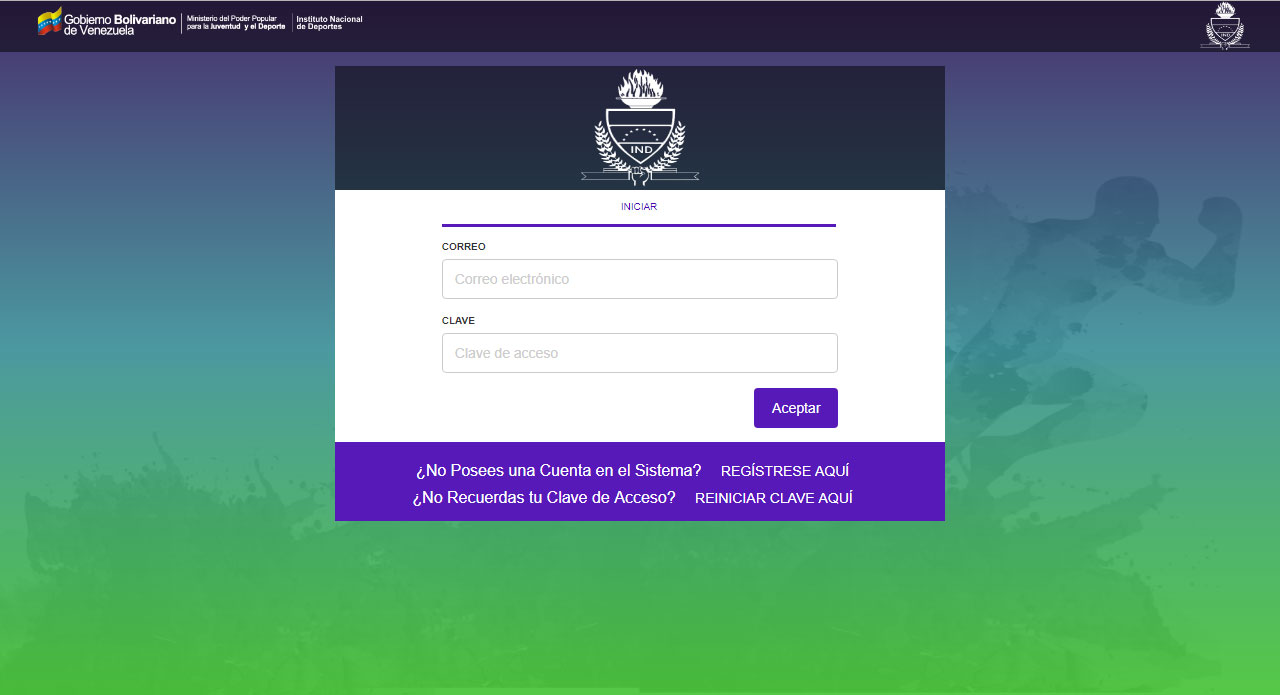 Gobierno Bolivariano
de Venezuela
Ministerio del Poder Popular
para la Juventud y el Deporte
Instituto Nacional
de Deportes
IND
IND
INICIAR
CORREO
Correo electrónico
CLAVE
Clave de acceso
Aceptar
¿No Posees una Cuenta en el Sistema? REGÍSTRESE AQUÍ
¿No Recuerdas tu Clave de Acceso? REINICIAR CLAVE AQUÍ